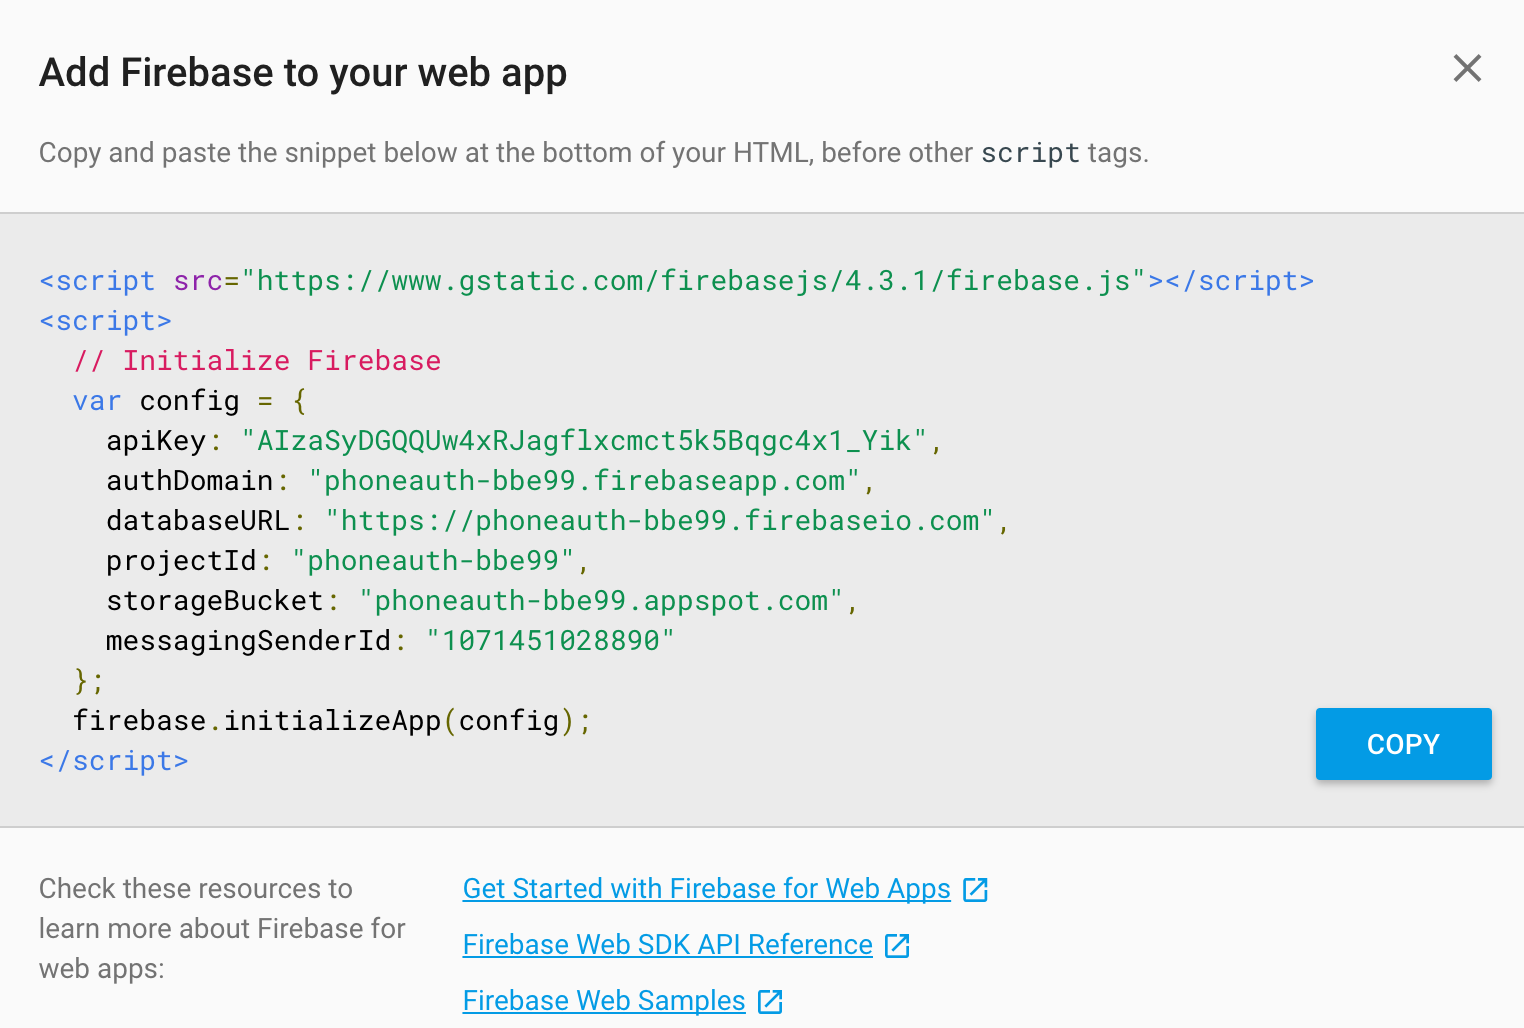 Add Firebase to your web app
Copy and paste the snippet below at the bottom of your HTML, before other script tags.
<script src="https://www.gstatic.com/firebasejs/4.3.1/firebase.js"></script>
<script>
  // Initialize Firebase
  var config = {
    apiKey: "AIzaSyDGQQUw4xRJagflxcmct5k5Bqgc4x1_Yik",
    authDomain: "phoneauth-bbe99.firebaseapp.com",
    databaseURL: "https://phoneauth-bbe99.firebaseio.com",
    projectId: "phoneauth-bbe99",
    storageBucket: "phoneauth-bbe99.appspot.com",
    messagingSenderId: "1071451028890"
  };
  firebase.initializeApp(config);
</script>
COPY
Check these resources to
learn more about Firebase for
web apps:
Get Started with Firebase for Web Apps
Firebase Web SDK API Reference
Firebase Web Samples